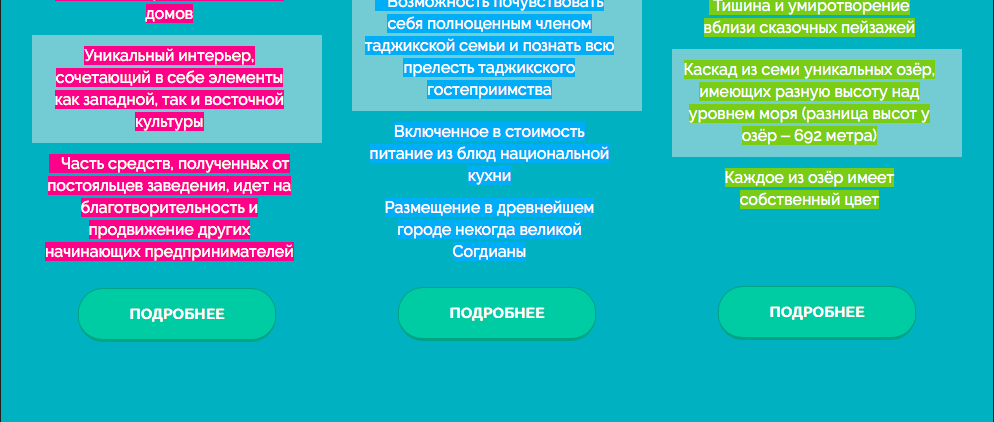 домов
Уникальный интерьер,
сочетающий в себе элементы
как западной, так и восточной
культуры
Часть средств, полученных от
постояльцев заведения, идет на
благотворительность и
продвижение других
начинающих предпринимателей
ПОДРОБНЕЕ
Возможность почувствовать
себя полноценным членом
таджикской семьи и познать всю
прелесть таджикского
гостеприимства
Включенное в стоимость
питание из блюд национальной
кухни
Размещение в древнейшем
городе некогда великой
Согдианы
ПОДРОБНЕЕ
Тишина и умиротворение
вблизи сказочных пейзажей
Каскад из семи уникальных озёр,
имеющих разную высоту над
уровнем моря (разница высот у
озёр – 692 метра)
Каждое из озёр имеет
собственный цвет
ПОДРОБНЕЕ